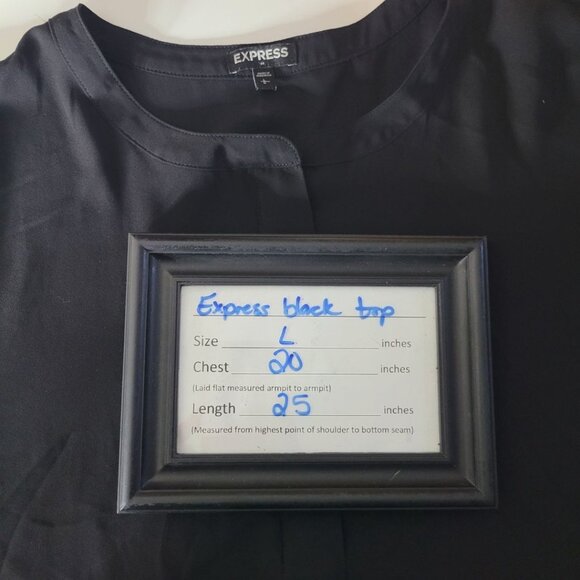 EXPRESS
L
Express black top
Size L inches
Chest 20 inches
(Laid flat measured armpit to armpit)
Length 25 inches
(Measured from highest point of shoulder to bottom seam)